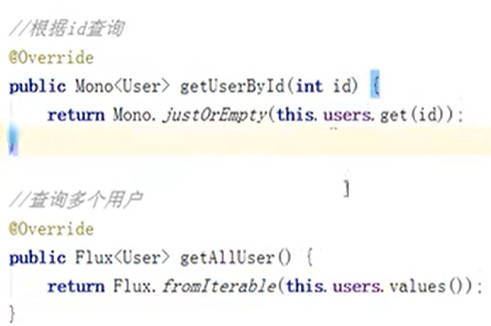 //根据id查询
@Override
public Mono<User> getUserById(int id) {
return Mono.justOrEmpty(this.users.get(id));
}
//查询多个用户
@Override
public Flux<User> getAllUser() {
return Flux.fromIterable(this.users.values());
}